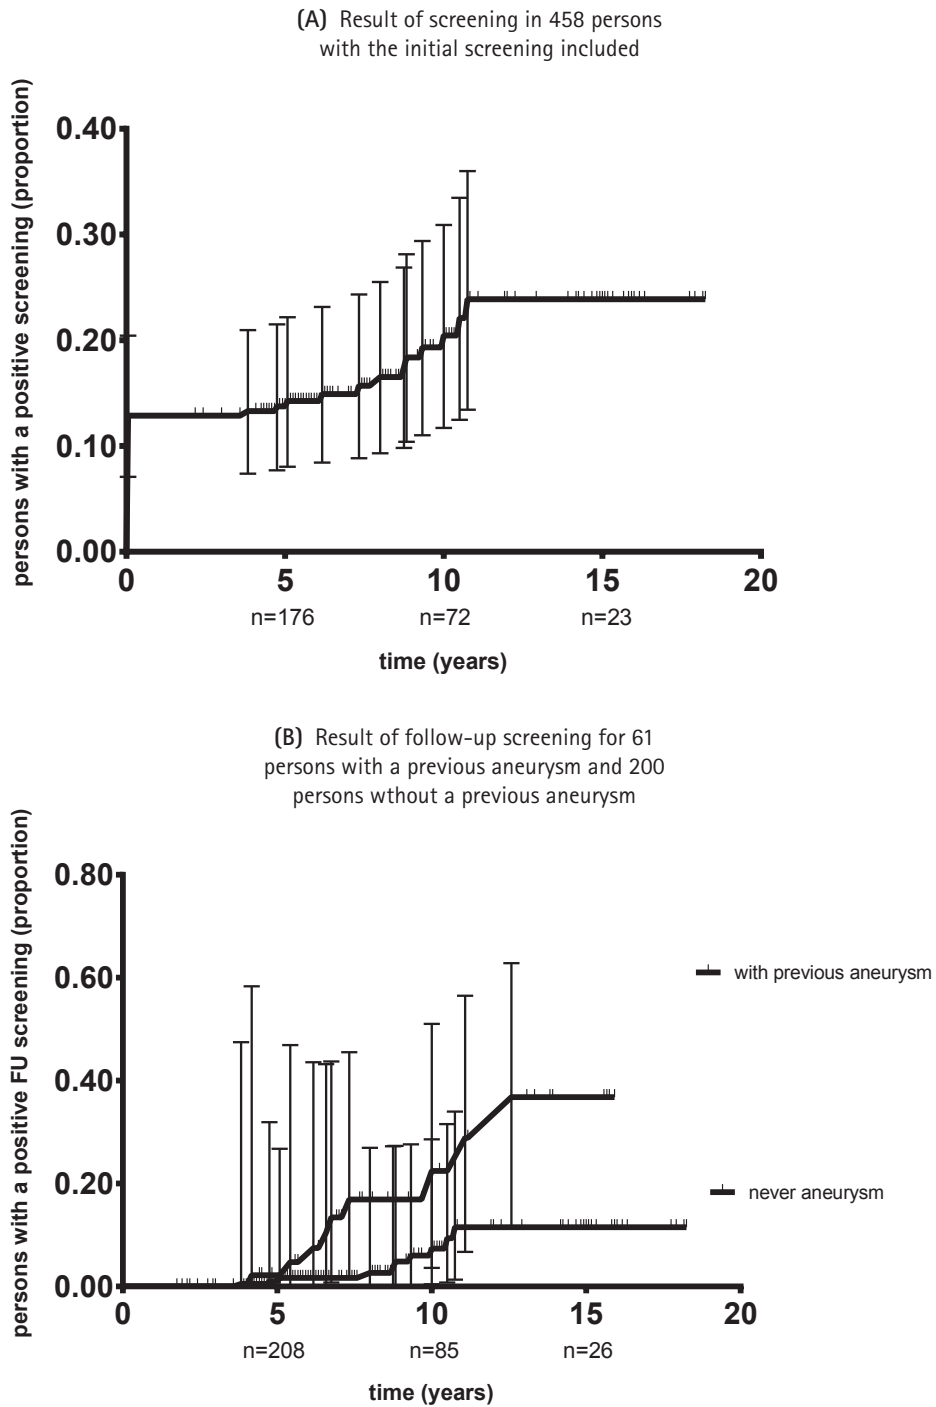 (A) Result of screening in 458 persons
with the initial screening included
persons with a positive screening (proportion)
0.40
0.30
0.20
0.10
0.00
0 5 10 15 20
n=176 n=72 n=23
time (years)
(B) Result of follow-up screening for 61
persons with a previous aneurysm and 200
persons wthout a previous aneurysm
persons with a positive FU screening (proportion)
0.80
0.60
0.40
0.20
0.00
with previous aneurysm
never aneurysm
0 5 10 15 20
n=208 n=85 n=26
time (years)